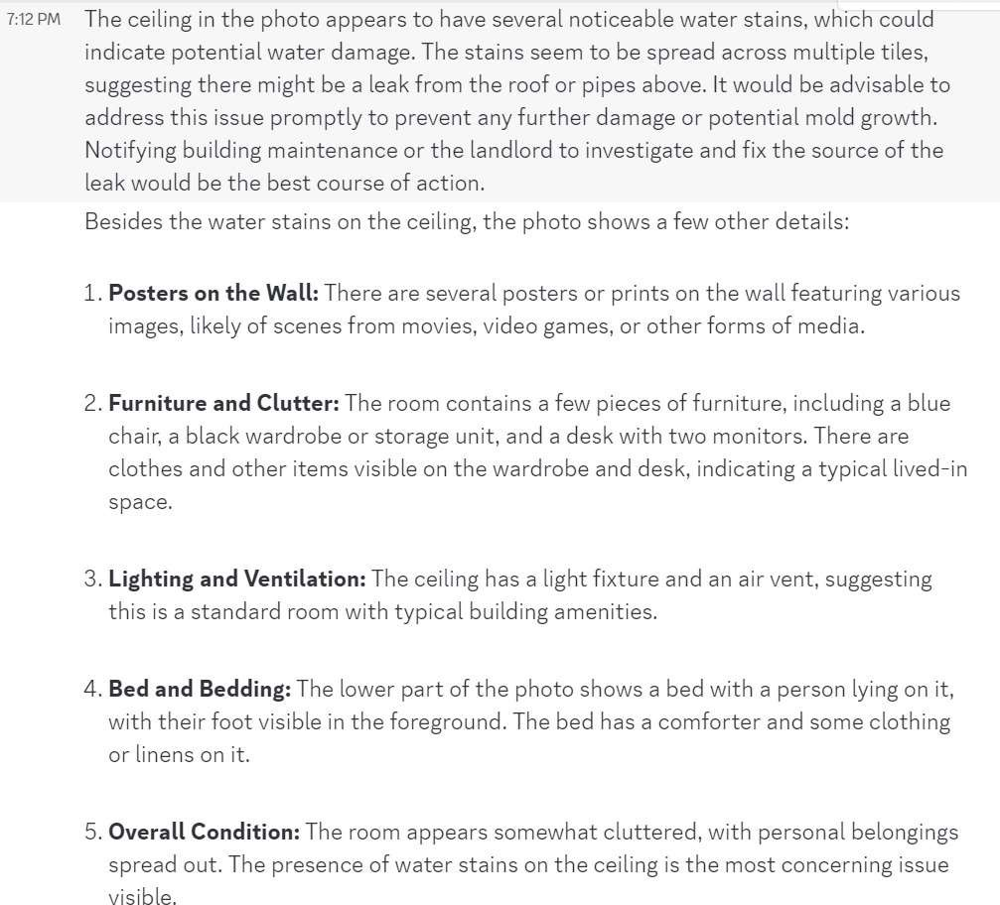 7:12 PM The ceiling in the photo appears to have several noticeable water stains, which could
indicate potential water damage. The stains seem to be spread across multiple tiles,
suggesting there might be a leak from the roof or pipes above. It would be advisable to
address this issue promptly to prevent any further damage or potential mold growth.
Notifying building maintenance or the landlord to investigate and fix the source of the
leak would be the best course of action.
Besides the water stains on the ceiling, the photo shows a few other details:
1. Posters on the Wall: There are several posters or prints on the wall featuring various
images, likely of scenes from movies, video games, or other forms of media.
2. Furniture and Clutter: The room contains a few pieces of furniture, including a blue
chair, a black wardrobe or storage unit, and a desk with two monitors. There are
clothes and other items visible on the wardrobe and desk, indicating a typical lived-in
space.
3. Lighting and Ventilation: The ceiling has a light fixture and an air vent, suggesting
this is a standard room with typical building amenities.
4. Bed and Bedding: The lower part of the photo shows a bed with a person lying on it,
with their foot visible in the foreground. The bed has a comforter and some clothing
or linens on it.
5. Overall Condition: The room appears somewhat cluttered, with personal belongings
spread out. The presence of water stains on the ceiling is the most concerning issue
visible.